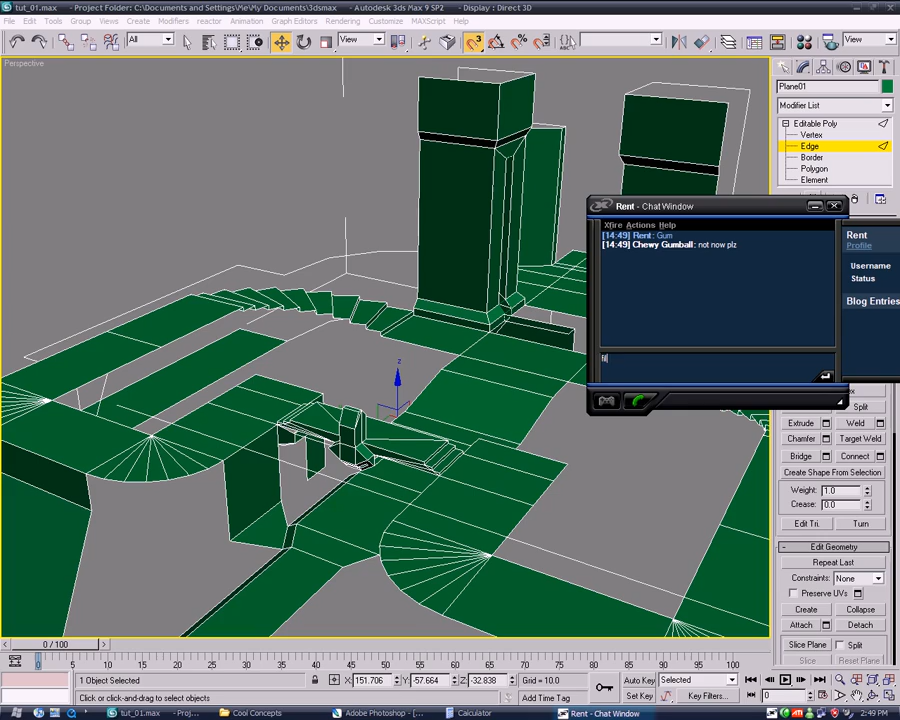 tut_01.max - Project Folder: C:\Documents and Settings\Me\My Documents\3dsmax - Autodesk 3ds Max 9 SP2 - Display : Direct 3D
File Edit Tools Group Views Create Modifiers reactor Animation Graph Editors Rendering Customize MAXScript Help
All View View
Perspective
Plane01
Modifier List
Editable Poly
Vertex
Edge
Border
Polygon
Element
Rent - Chat Window
Xfire Actions Help
[14:49] Rent: Gum
[14:49] Chewy Gumball: not now plz
Rent
Profile
Username
Status
Blog Entries
z
Split
Extrude Weld
Chamfer Target Weld
Bridge Connect
Create Shape From Selection
Weight: 1.0
Crease: 0.0
Edit Tri. Turn
- Edit Geometry
Repeat Last
Constraints: None
Preserve UVs
Create Collapse
Attach Detach
Slice Plane Split
Slice Reset Plane
0 / 100
0 5 10 15 20 25 30 35 40 45 50 55 60 65 70 75 80 85 90 95 100
1 Object Selected X: 151.706 Y: -57.664 Z: -32.838 Grid = 10.0 Auto Key Selected
Click or click-and-drag to select objects Add Time Tag Set Key Key Filters... 0
tut_01.max - Proj... Cool Concepts Adobe Photoshop - [... Calculator Rent - Chat Window 2:49 PM